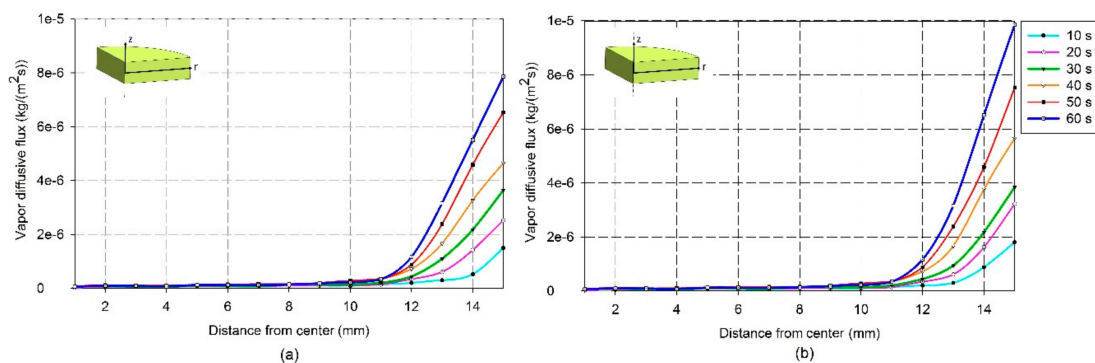 1e-5
8e-6
6e-6
4e-6
2e-6
0
Vapor diffusive flux (kg/(m²s))
z
r
2 4 6 8 10 12 14
Distance from center (mm)
(a)
1e-5
8e-6
6e-6
4e-6
2e-6
0
Vapor diffusive flux (kg/(m²s))
z
r
2 4 6 8 10 12 14
Distance from center (mm)
(b)
10 s
20 s
30 s
40 s
50 s
60 s